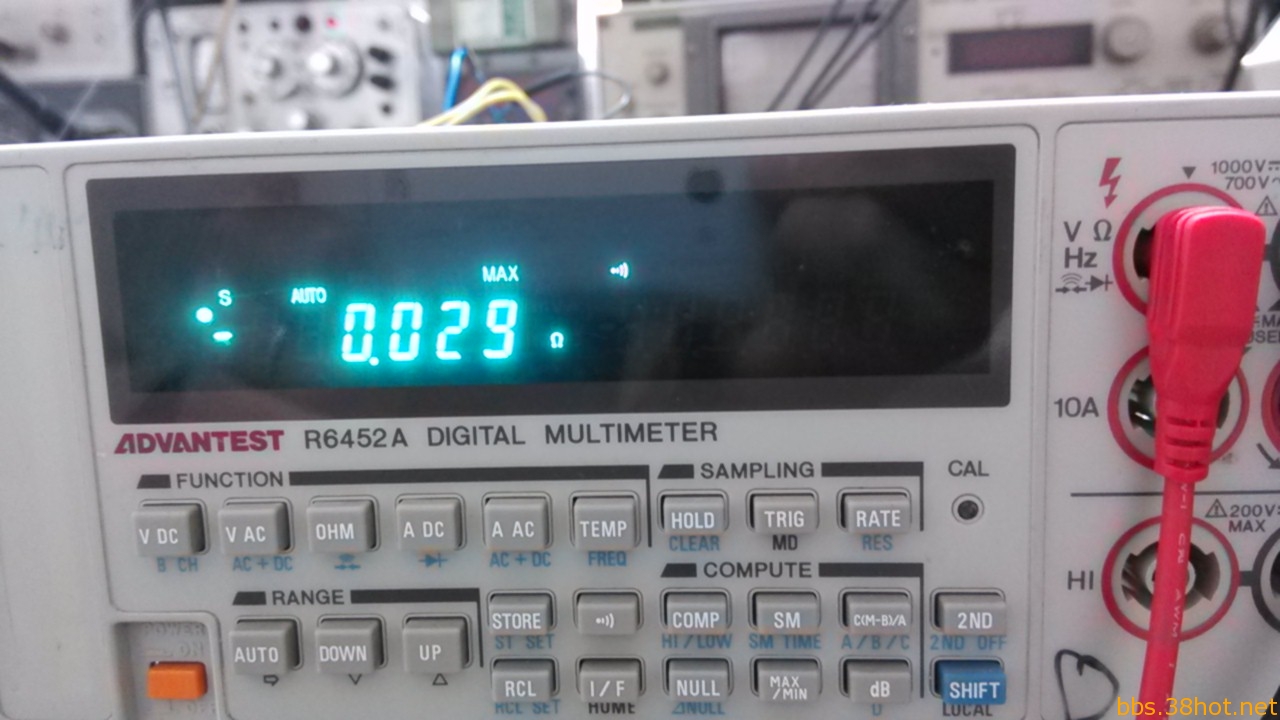 1000V
700V
MAX
S
AUTO
0.029 Ω
V Ω
Hz
10A
ADVANTEST R6452A DIGITAL MULTIMETER
FUNCTION
SAMPLING
CAL
V DC
V AC
OHM
A DC
A AC
TEMP
HOLD
TRIG
RATE
B CH
AC+DC
AC+DC
FREQ
CLEAR
MD
RES
200V
MAX
HI
COMPUTE
RANGE
STORE
COMP
SM
C(M-B)/A
2ND
ST SET
HI/LOW
SM TIME
A/B/C
2ND OFF
POWER
ON
AUTO
DOWN
UP
RCL
I/F
NULL
MAX/MIN
dB
SHIFT
RCL SET
HOME
⊿NULL
LOCAL
bbs.38hot.net